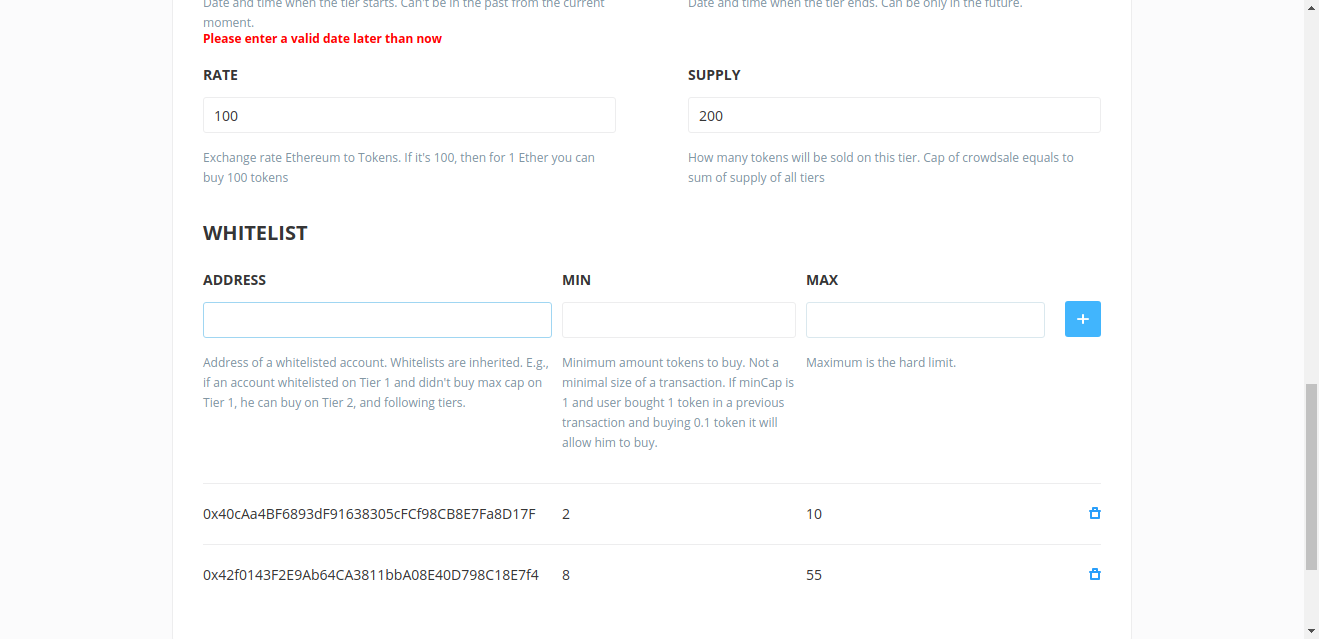 Date and time when the tier starts. Can't be in the past from the current
moment.
Please enter a valid date later than now
Date and time when the tier ends. Can be only in the future.
RATE
SUPPLY
100
200
Exchange rate Ethereum to Tokens. If it's 100, then for 1 Ether you can
buy 100 tokens
How many tokens will be sold on this tier. Cap of crowdsale equals to
sum of supply of all tiers
WHITELIST
ADDRESS
MIN
MAX
+
Address of a whitelisted account. Whitelists are inherited. E.g.,
if an account whitelisted on Tier 1 and didn't buy max cap on
Tier 1, he can buy on Tier 2, and following tiers.
Minimum amount tokens to buy. Not a
minimal size of a transaction. If minCap is
1 and user bought 1 token in a previous
transaction and buying 0.1 token it will
allow him to buy.
Maximum is the hard limit.
0x40cAa4BF6893dF91638305cFCf98CB8E7Fa8D17F 2 10
0x42f0143F2E9Ab64CA3811bbA08E40D798C18E7f4 8 55